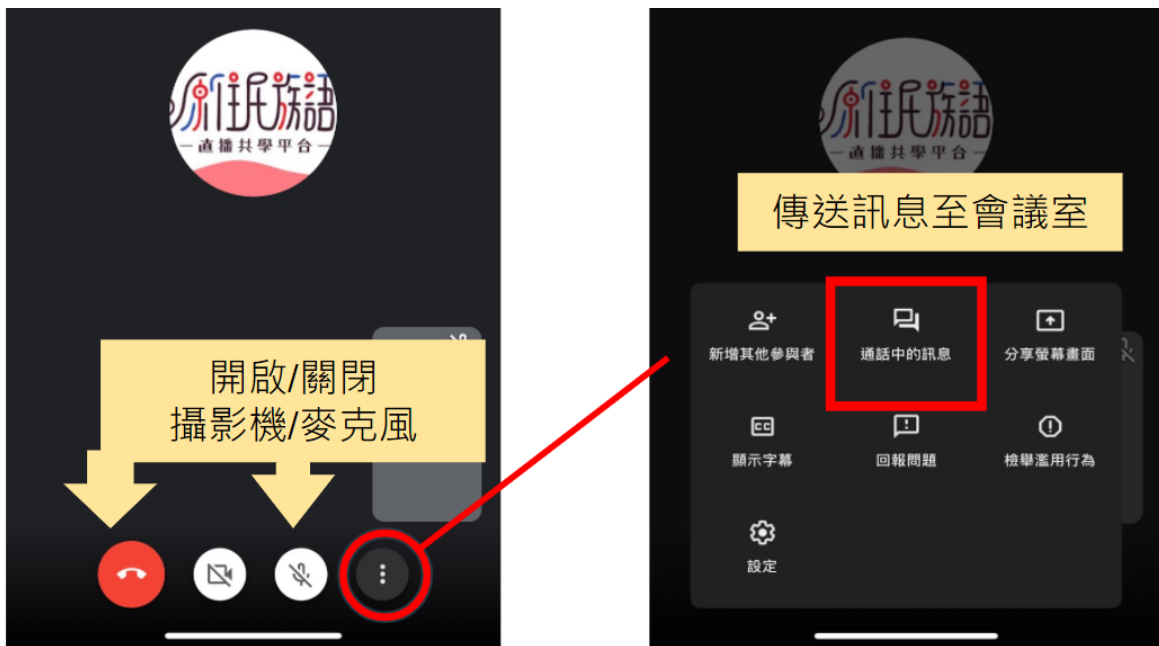 原住民族語
直播共學平台
開啟/關閉
攝影機/麥克風
原住民族語
直播共學平台
傳送訊息至會議室
新增其他參與者
通話中的訊息
分享螢幕畫面
CC
顯示字幕
回報問題
檢舉濫用行為
設定